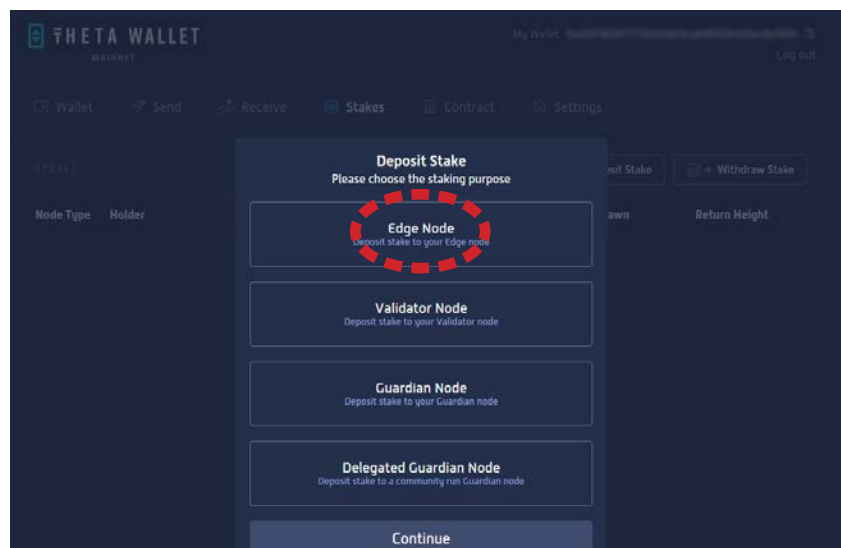 THETA WALLET
MAINNET
My Wallet:
Log out
Wallet Send Receive Stakes Contract Settings
STAKES
Deposit Stake
Please choose the staking purpose
Edge Node
Deposit stake to your Edge node
Validator Node
Deposit stake to your Validator node
Guardian Node
Deposit stake to your Guardian node
Delegated Guardian Node
Deposit stake to a community run Guardian node
Continue
osit Stake Withdraw Stake
Node Type Holder awn Return Height